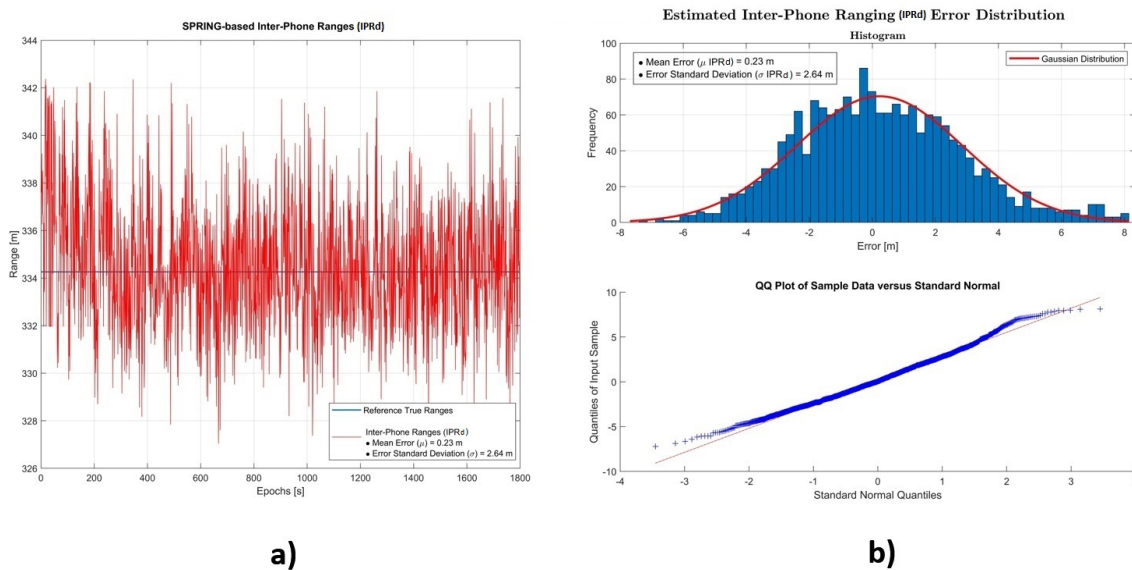 SPRING-based Inter-Phone Ranges (IPRd)
344
342
340
338
336
334
332
330
328
326
Range [m]
0 200 400 600 800 1000 1200 1400 1600 1800
Epochs [s]
Reference True Ranges
Inter-Phone Ranges (IPRd)
● Mean Error (μ) = 0.23 m
● Error Standard Deviation (σ) = 2.64 m
a)
Estimated Inter-Phone Ranging (IPRd) Error Distribution
Histogram
● Mean Error (μ IPRd) = 0.23 m
● Error Standard Deviation (σ IPRd) = 2.64 m
Gaussian Distribution
100
80
60
40
20
0
Frequency
-8 -6 -4 -2 0 2 4 6 8
Error [m]
QQ Plot of Sample Data versus Standard Normal
10
5
0
-5
-10
Quantiles of Input Sample
-4 -3 -2 -1 0 1 2 3
Standard Normal Quantiles
b)